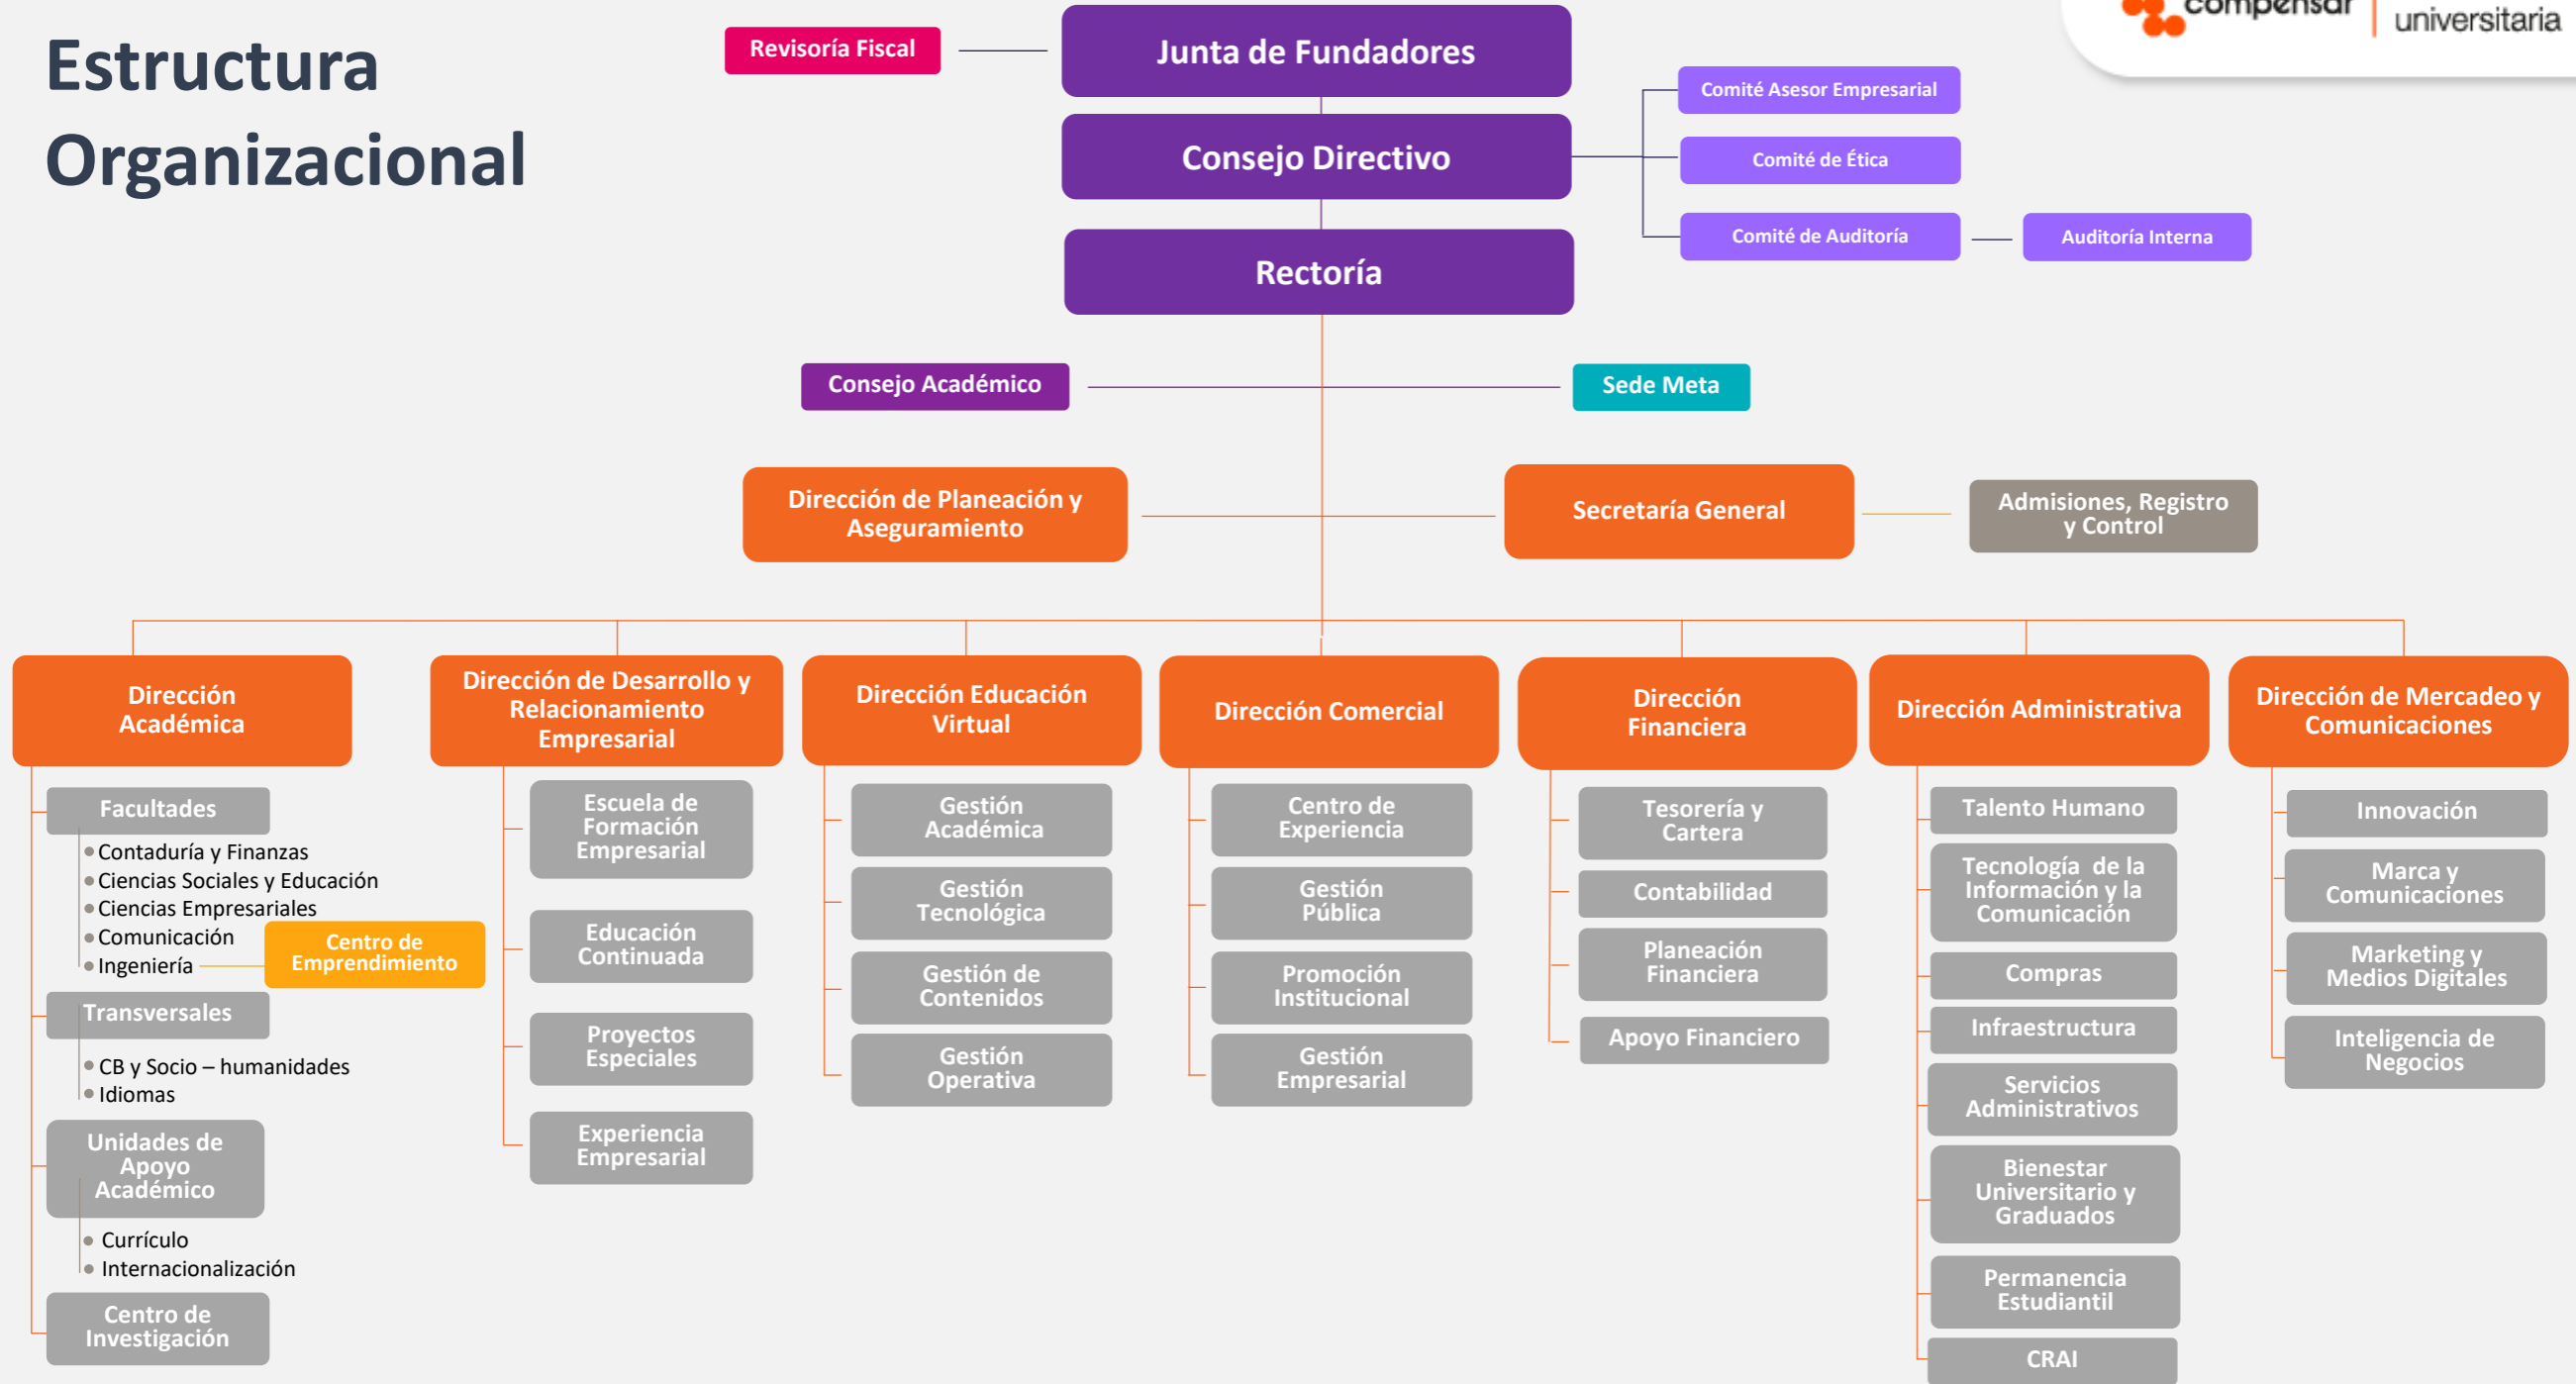 Estructura
Organizacional
compensar
universitaria
Revisoría Fiscal
Junta de Fundadores
Consejo Directivo
Rectoría
Comité Asesor Empresarial
Comité de Ética
Comité de Auditoría
Auditoría Interna
Consejo Académico
Sede Meta
Dirección de Planeación y
Aseguramiento
Secretaría General
Admisiones, Registro
y Control
Dirección
Académica
Facultades
Contaduría y Finanzas
Ciencias Sociales y Educación
Ciencias Empresariales
Comunicación
Ingeniería
Centro de
Emprendimiento
Transversales
CB y Socio – humanidades
Idiomas
Unidades de
Apoyo
Académico
Currículo
Internacionalización
Centro de
Investigación
Dirección de Desarrollo y
Relacionamiento
Empresarial
Escuela de
Formación
Empresarial
Educación
Continuada
Proyectos
Especiales
Experiencia
Empresarial
Dirección Educación
Virtual
Gestión
Académica
Gestión
Tecnológica
Gestión de
Contenidos
Gestión
Operativa
Dirección Comercial
Centro de
Experiencia
Gestión
Pública
Promoción
Institucional
Gestión
Empresarial
Dirección
Financiera
Tesorería y
Cartera
Contabilidad
Planeación
Financiera
Apoyo Financiero
Dirección Administrativa
Talento Humano
Tecnología de la
Información y la
Comunicación
Compras
Infraestructura
Servicios
Administrativos
Bienestar
Universitario y
Graduados
Permanencia
Estudiantil
CRAI
Dirección de Mercadeo y
Comunicaciones
Innovación
Marca y
Comunicaciones
Marketing y
Medios Digitales
Inteligencia de
Negocios